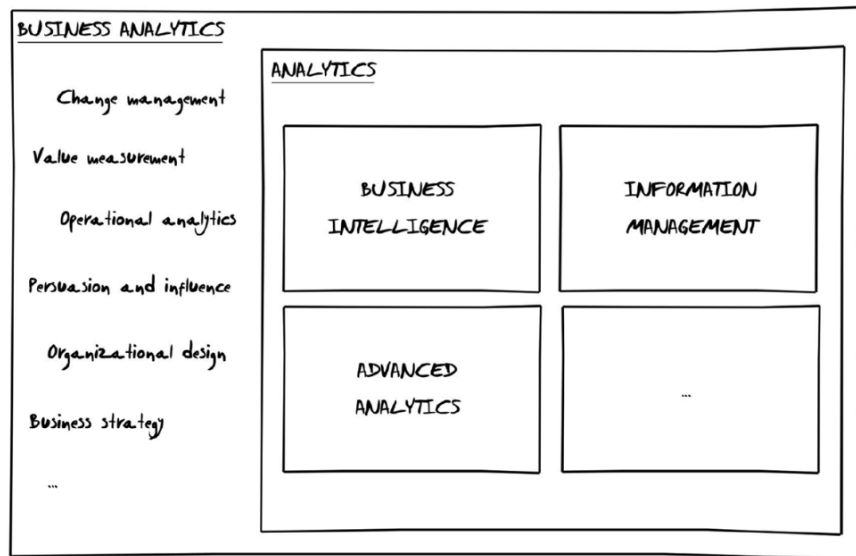 BUSINESS ANALYTICS
Change management
Value measurement
Operational analytics
Persuasion and influence
Organizational design
Business strategy
...
ANALYTICS
BUSINESS
INTELLIGENCE
INFORMATION
MANAGEMENT
ADVANCED
ANALYTICS
...